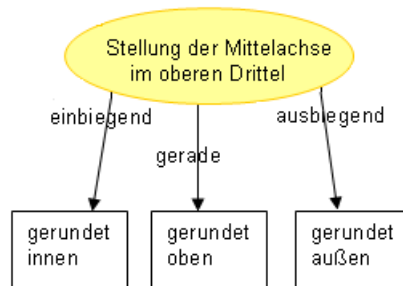 Stellung der Mittelachse
im oberen Drittel
einbiegend
ausbiegend
gerade
gerundet
innen
gerundet
oben
gerundet
außen